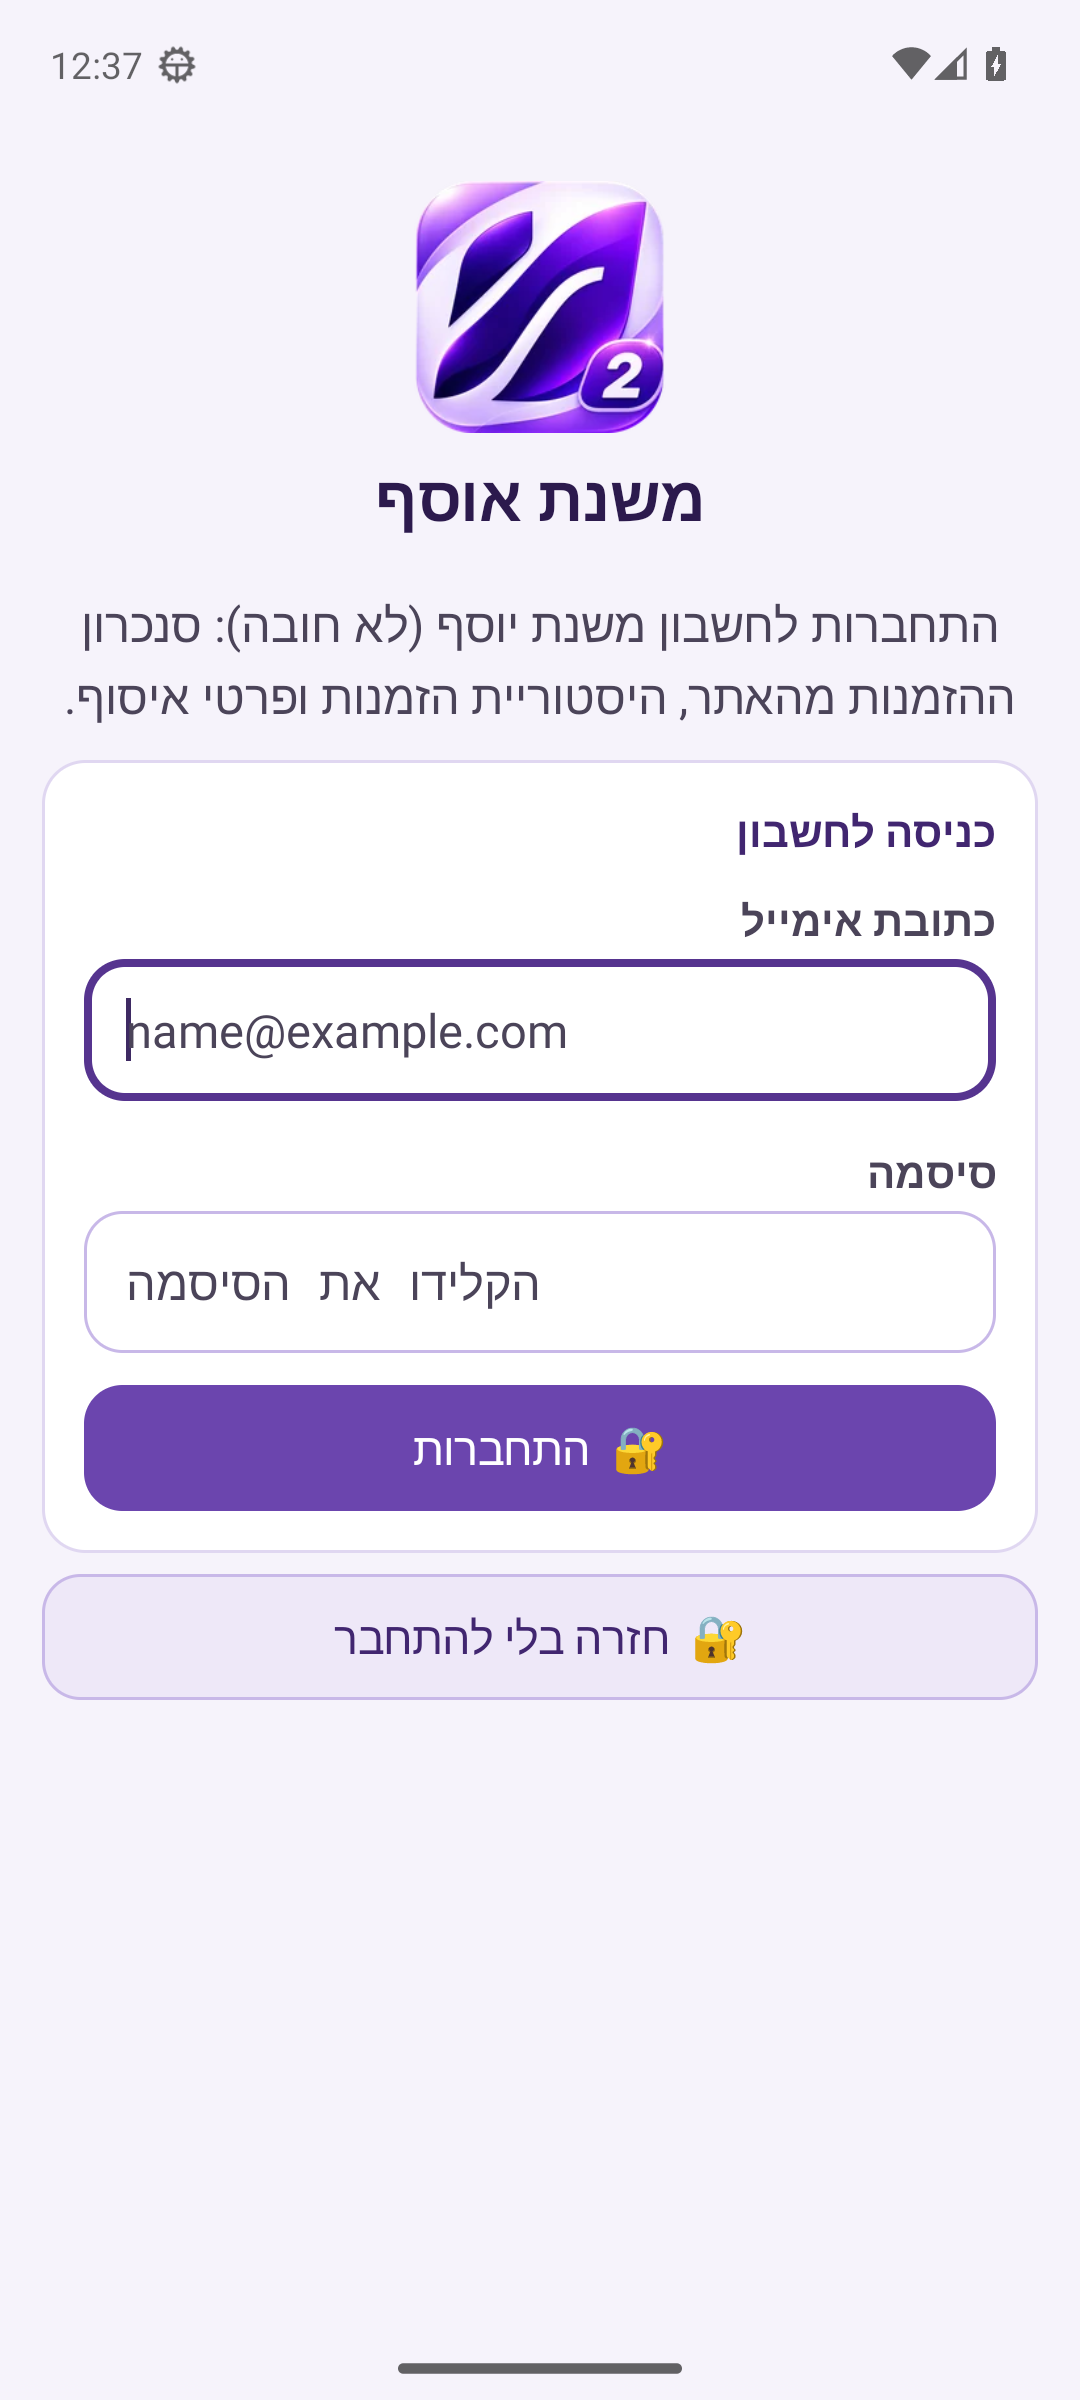 12:37
2
משנת אוסף
התחברות לחשבון משנת יוסף (לא חובה): סנכרון
ההזמנות מהאתר, היסטוריית הזמנות ופרטי איסוף.
כניסה לחשבון
כתובת אימייל
name@example.com
סיסמה
הקלידו את הסיסמה
🔐 התחברות
🔐 חזרה בלי להתחבר